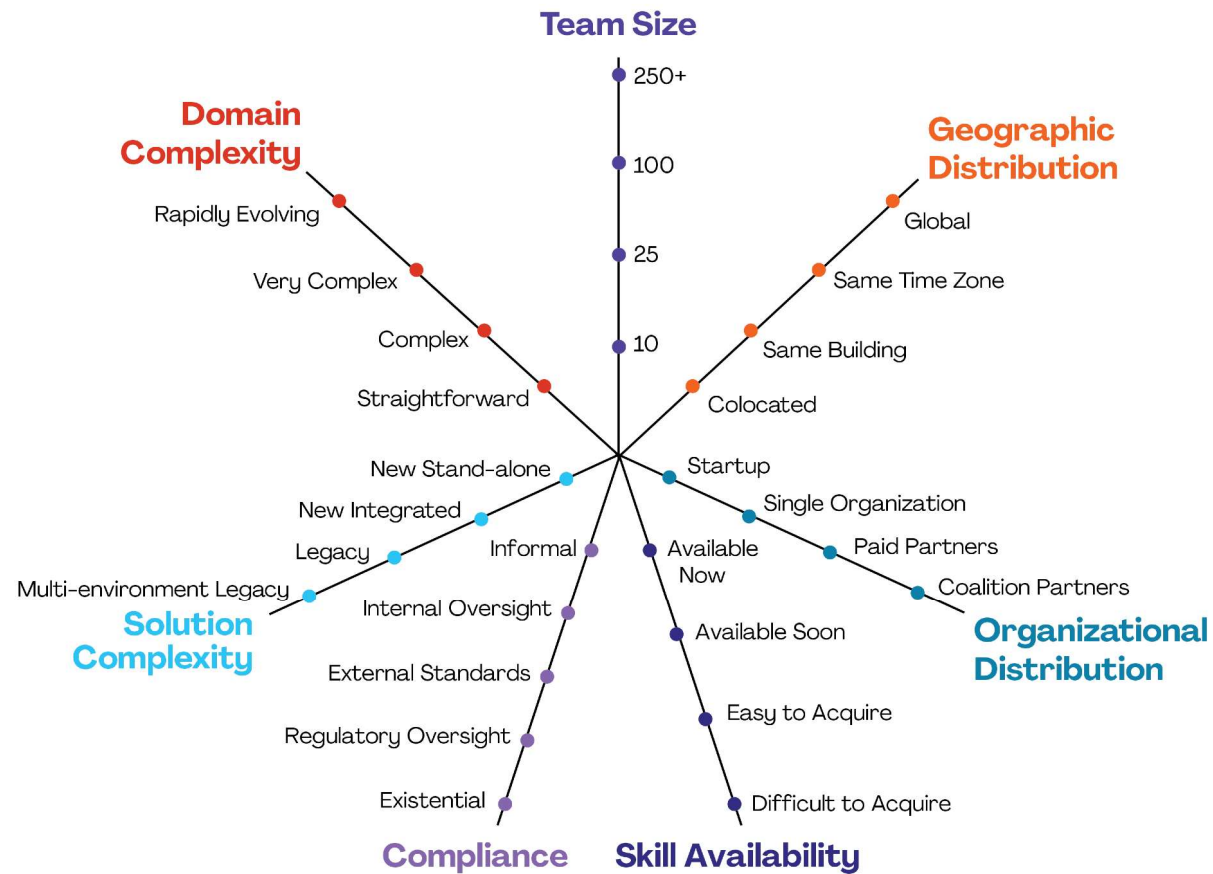 Team Size
250+
100
25
10
Domain
Complexity
Rapidly Evolving
Very Complex
Complex
Straightforward
Geographic
Distribution
Global
Same Time Zone
Same Building
Colocated
New Stand-alone
New Integrated
Legacy
Multi-environment Legacy
Solution
Complexity
Startup
Single Organization
Paid Partners
Coalition Partners
Organizational
Distribution
Informal
Internal Oversight
External Standards
Regulatory Oversight
Existential
Compliance
Available
Now
Available Soon
Easy to Acquire
Difficult to Acquire
Skill Availability